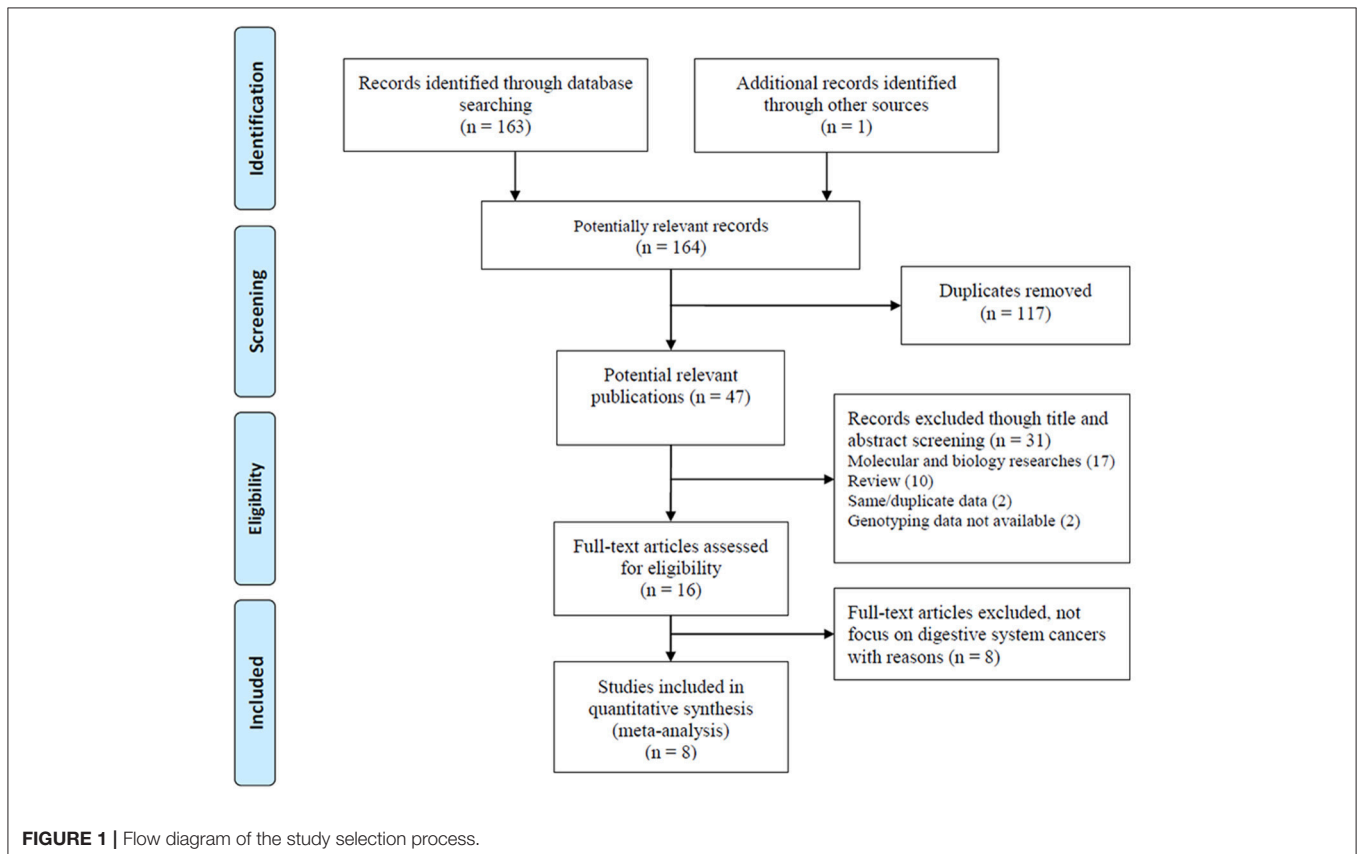 Identification
Records identified through database
searching
(n = 163)
Additional records identified
through other sources
(n = 1)
Potentially relevant records
(n = 164)
Screening
Duplicates removed
(n = 117)
Potential relevant
publications (n = 47)
Eligibility
Records excluded though title and
abstract screening (n = 31)
Molecular and biology researches (17)
Review (10)
Same/duplicate data (2)
Genotyping data not available (2)
Full-text articles assessed
for eligibility
(n = 16)
Included
Full-text articles excluded, not
focus on digestive system cancers
with reasons (n = 8)
Studies included in
quantitative synthesis
(meta-analysis)
(n = 8)
FIGURE 1 | Flow diagram of the study selection process.